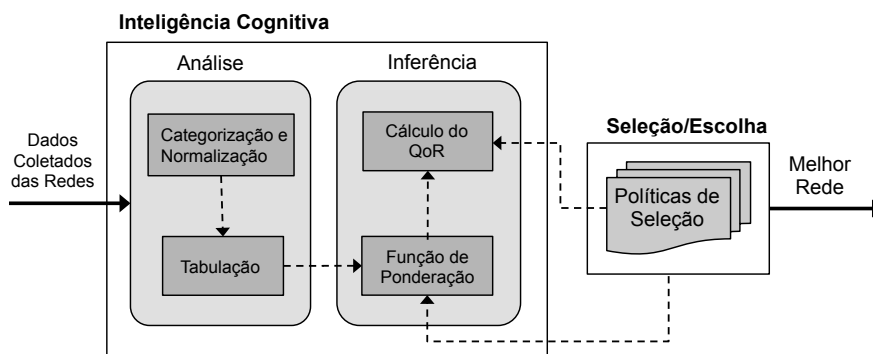 Inteligência Cognitiva
Análise
Inferência
Dados
Coletados
das Redes
Categorização e
Normalização
Tabulação
Cálculo do
QoR
Função de
Ponderação
Seleção/Escolha
Políticas de
Seleção
Melhor
Rede